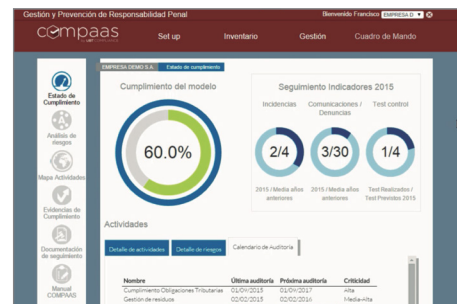 Gestión y Prevención de Responsabilidad Penal
Bienvenido Francisco EMPRESA D
compaas
Set up
Inventario
Gestión
Cuadro de Mando
EMPRESA DEMO S.A.
Estado de cumplimiento
Estado de
Cumplimiento
Análisis de
riesgos
Mapa Actividades
Evidencias de
Cumplimiento
Documentación
de seguimiento
Manual
COMPAAS
Cumplimiento del modelo
60.0%
Seguimiento Indicadores 2015
Incidencias
Comunicaciones /
Denuncias
Test control
2/4
3/30
1/4
2015 / Media años
anteriores
2015 / Media años
anteriores
Test Realizados /
Test Previstos 2015
Actividades
Detalle de actividades
Detalle de riesgos
Calendario de Auditoria
Nombre Última auditoría Próxima auditoría Criticidad
Cumplimiento Obligaciones Tributarias 01/09/2015 01/09/2017 Alta
Gestión de residuos 02/02/2015 02/02/2016 Media-Alta